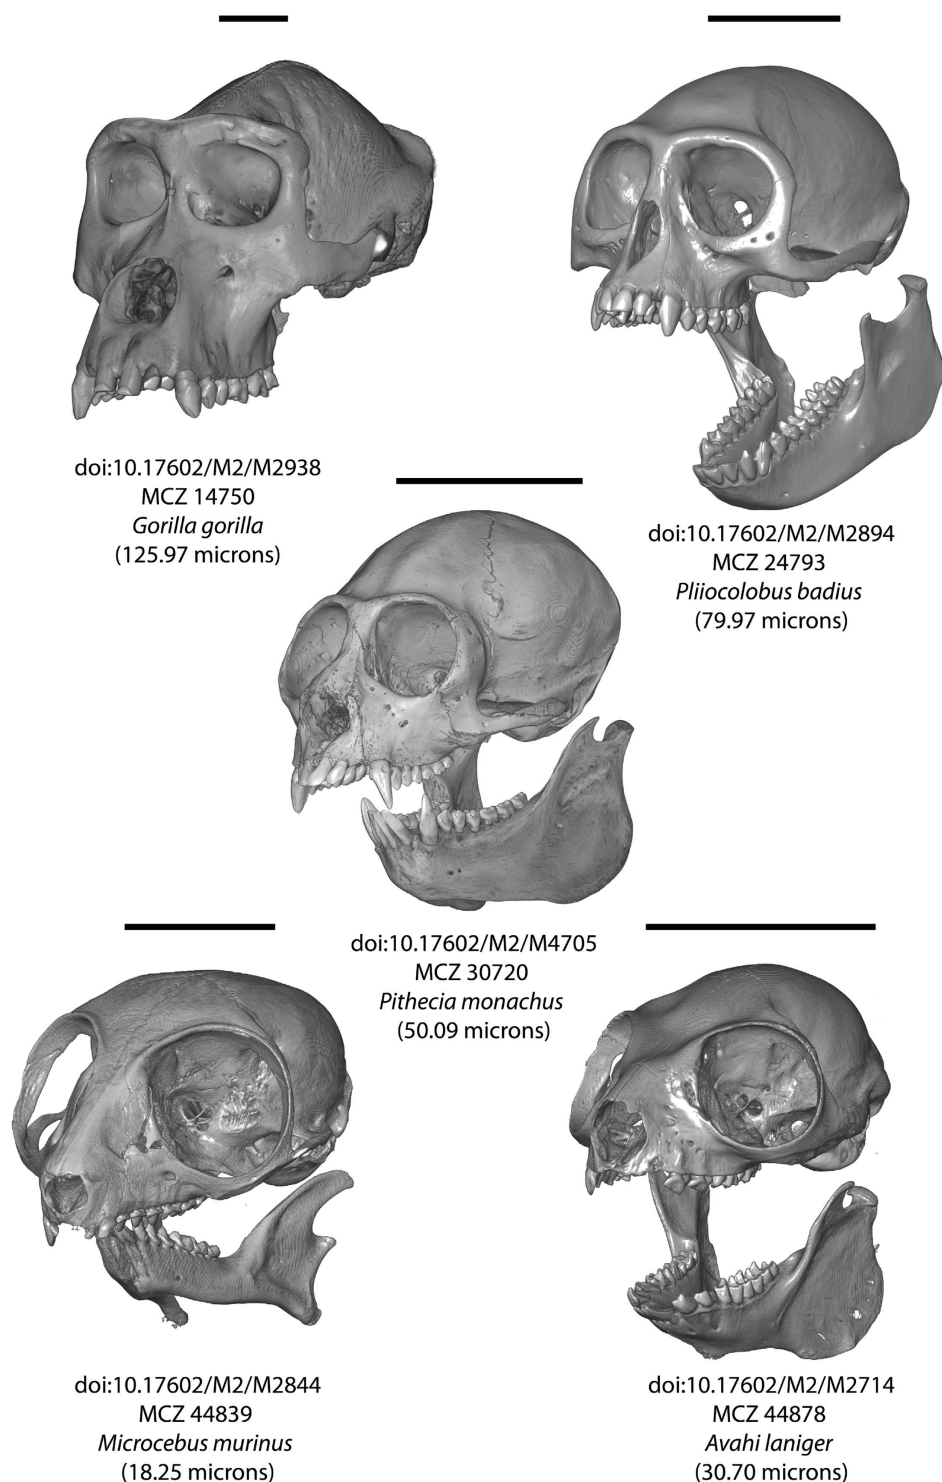 doi:10.17602/M2/M2938
MCZ 14750
Gorilla gorilla
(125.97 microns)
doi:10.17602/M2/M2894
MCZ 24793
Pliiocolobus badius
(79.97 microns)
doi:10.17602/M2/M4705
MCZ 30720
Pithecia monachus
(50.09 microns)
doi:10.17602/M2/M2844
MCZ 44839
Microcebus murinus
(18.25 microns)
doi:10.17602/M2/M2714
MCZ 44878
Avahi laniger
(30.70 microns)